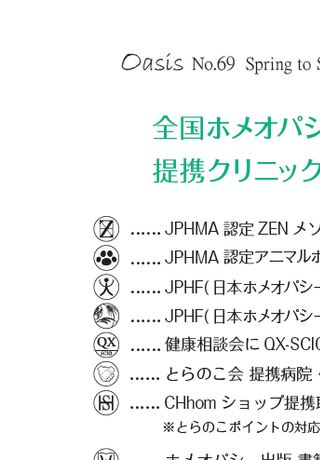 Oasis No.69 Spring to S
全国ホメオパシ
提携クリニック
Z ……JPHMA 認定 ZEN メソ
……JPHMA 認定アニマルホ
……JPHF( 日本ホメオパシー
……JPHF( 日本ホメオパシー
QX SCIO ……健康相談会に QX-SCIO
……とらのこ会 提携病院・
……CHhom ショップ提携
※とらのこポイントの対応
ホメオパシー出版 書籍